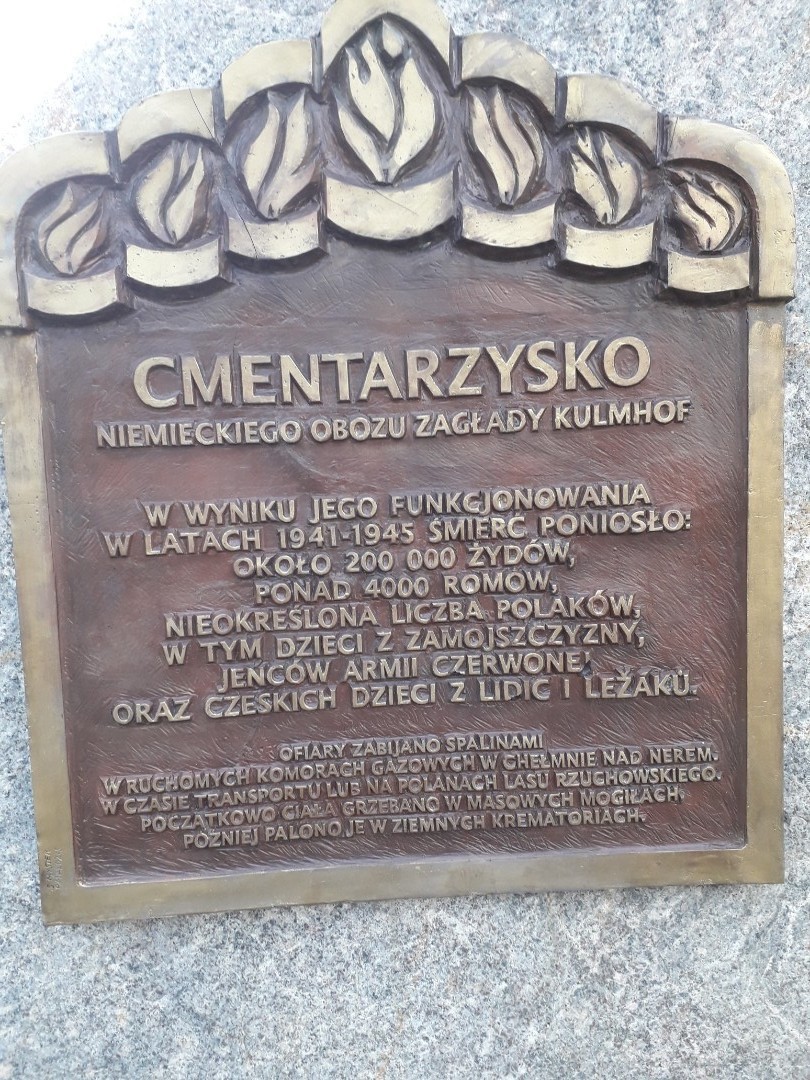 CMENTARZYSKO
NIEMIECKIEGO OBOZU ZAGŁADY KULMHOF
W WYNIKU JEGO FUNKCJONOWANIA
W LATACH 1941-1945 ŚMIERĆ PONIOSŁO:
OKOŁO 200 000 ŻYDÓW,
PONAD 4000 ROMÓW,
NIEOKREŚLONA LICZBA POLAKÓW,
W TYM DZIECI Z ZAMOJSZCZYZNY,
JEŃCÓW ARMII CZERWONEJ
ORAZ CZESKICH DZIECI Z LIDIC I LEŽÁKŮ.
OFIARY ZABIJANO SPALINAMI
W RUCHOMYCH KOMORACH GAZOWYCH W CHEŁMNIE NAD NEREM,
W CZASIE TRANSPORTU LUB NA POLANACH LASU RZUCHOWSKIEGO.
POCZĄTKOWO CIAŁA GRZEBANO W MASOWYCH MOGIŁACH,
PÓŹNIEJ PALONO JE W ZIEMNYCH KREMATORIACH.